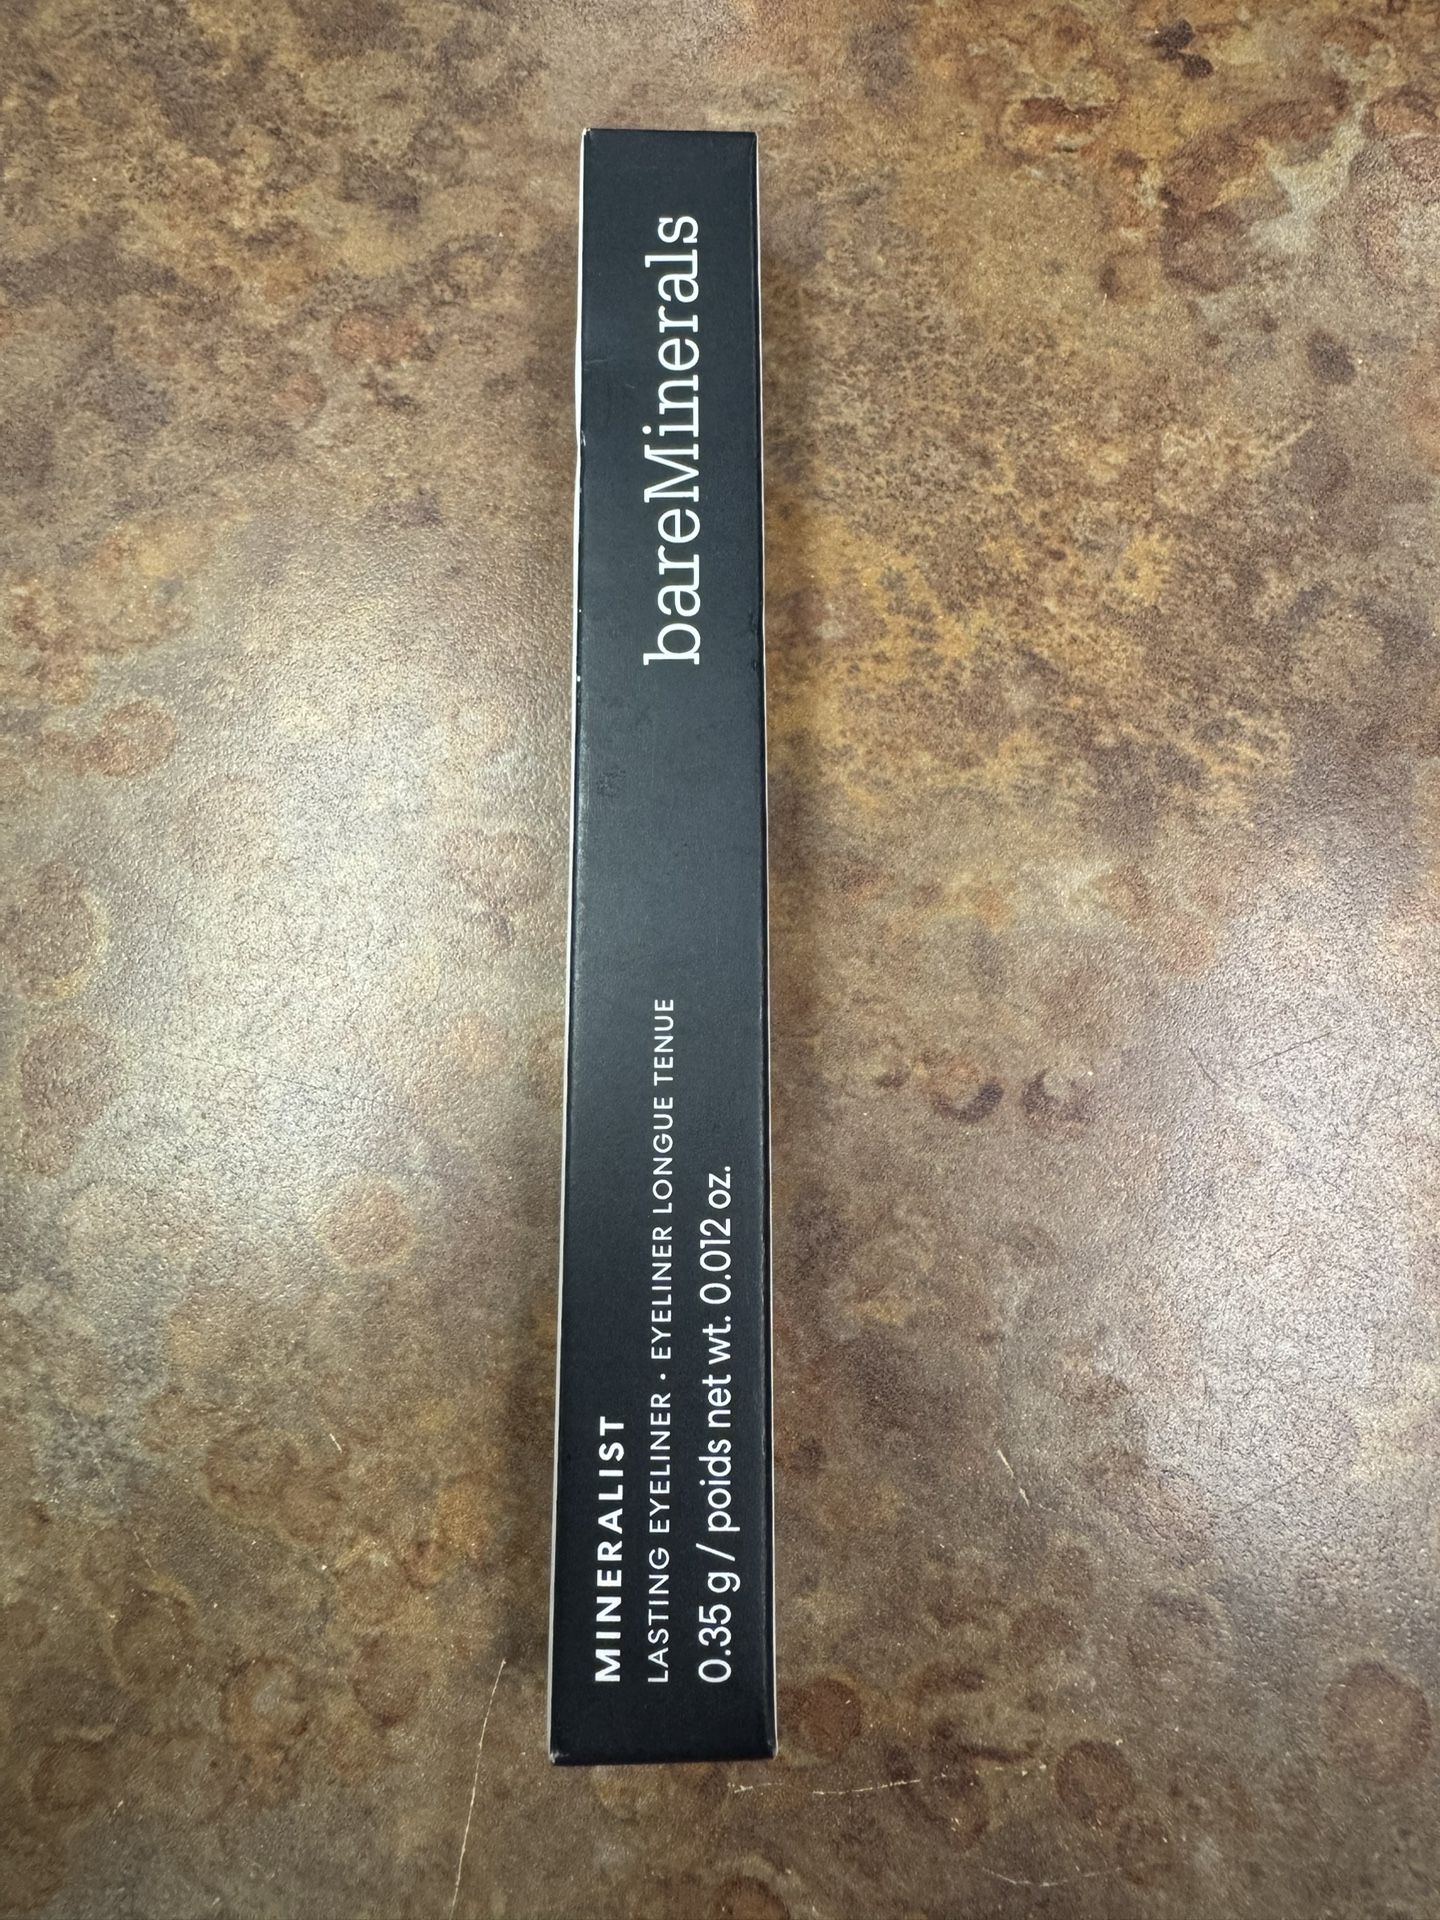 bareMinerals
MINERALIST
LASTING EYELINER • EYELINER LONGUE TENUE
0.35 g / poids net wt. 0.012 oz.